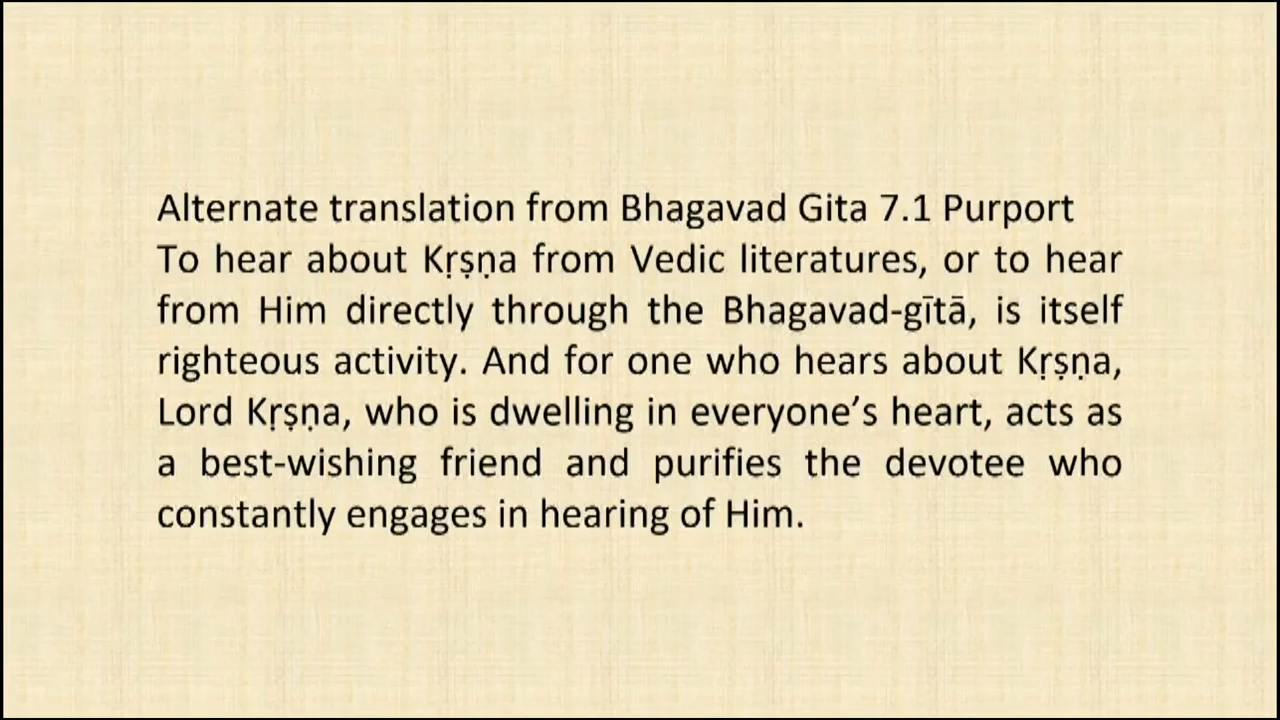 Alternate translation from Bhagavad Gita 7.1 Purport
To hear about Kṛṣṇa from Vedic literatures, or to hear
from Him directly through the Bhagavad-gītā, is itself
righteous activity. And for one who hears about Kṛṣṇa,
Lord Kṛṣṇa, who is dwelling in everyone’s heart, acts as
a best-wishing friend and purifies the devotee who
constantly engages in hearing of Him.